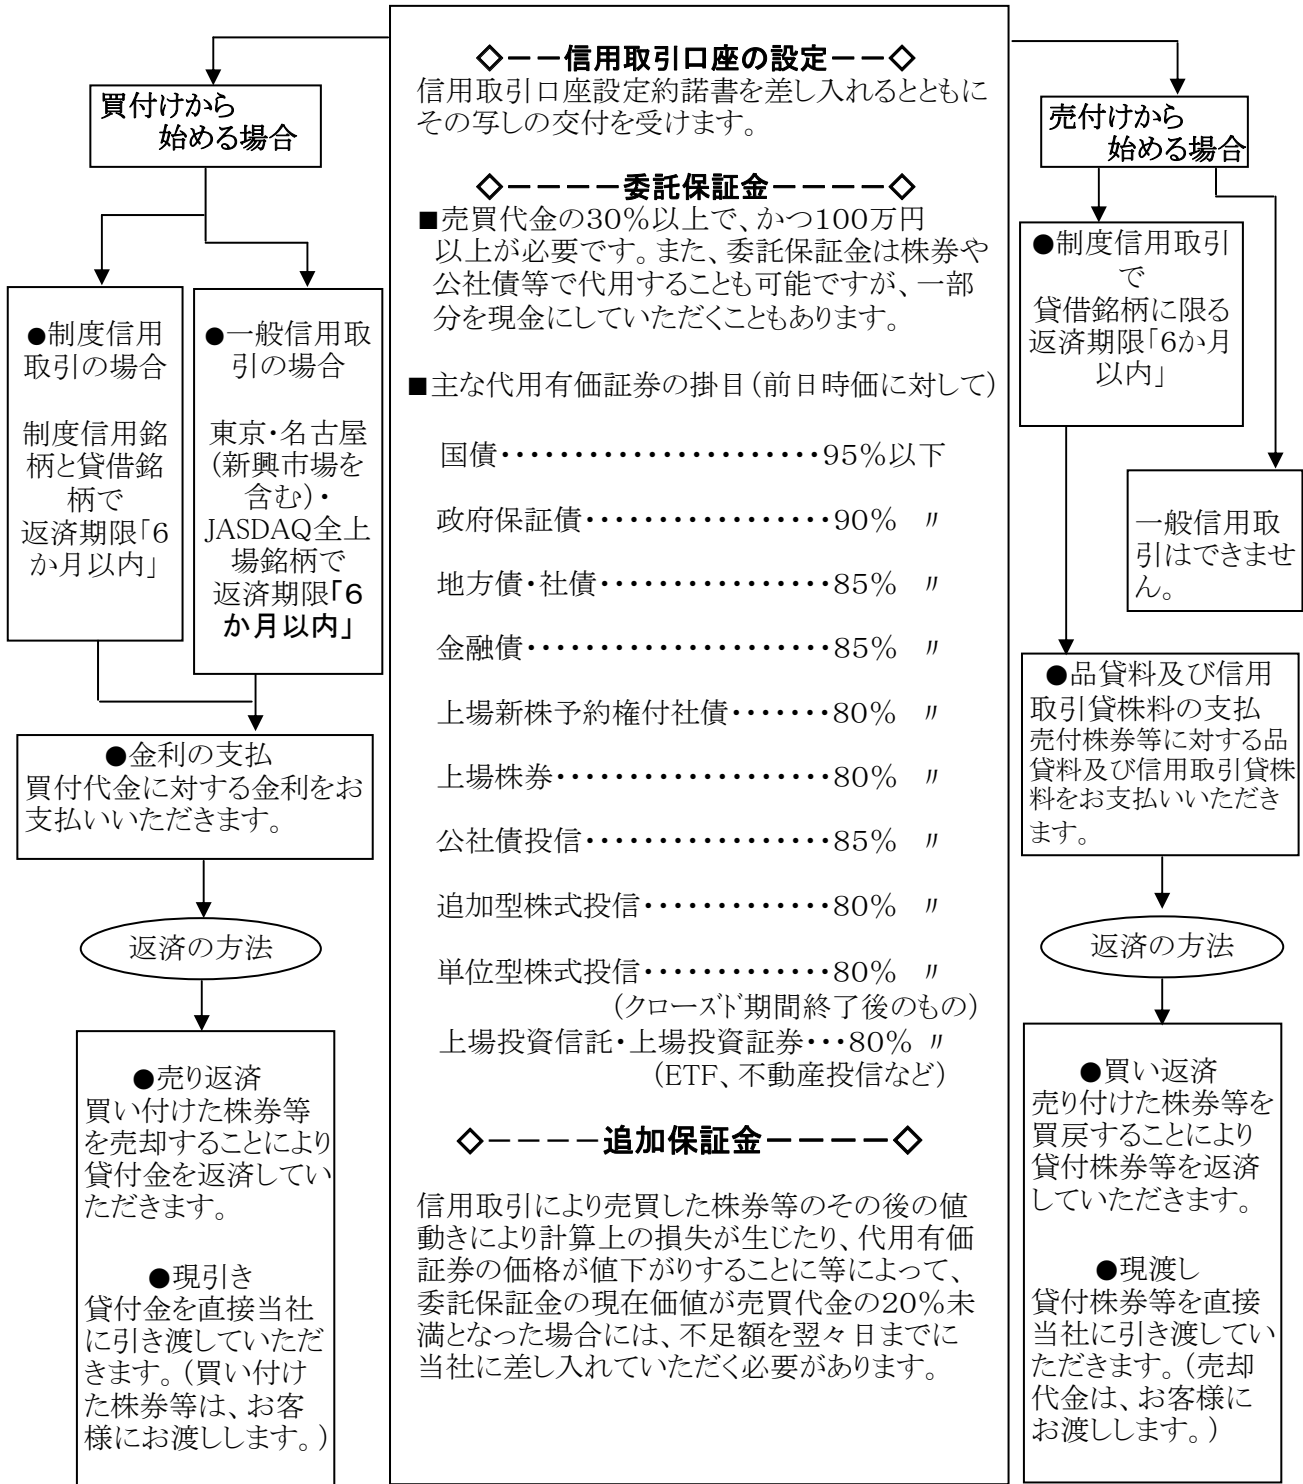 買付けから
始める場合
●制度信用
取引の場合
制度信用銘
柄と貸借銘
柄で
返済期限「6
か月以内」
●一般信用取
引の場合
東京・名古屋
(新興市場を
含む)・
JASDAQ全上
場銘柄で
返済期限「6
か月以内」
●金利の支払
買付代金に対する金利をお
支払いいただきます。
返済の方法
●売り返済
買い付けた株券等
を売却することにより
貸付金を返済してい
ただきます。
●現引き
貸付金を直接当社
に引き渡していただ
きます。(買い付け
た株券等は、お客
様にお渡しします。)
◇－－信用取引口座の設定－－◇
信用取引口座設定約諾書を差し入れるとともに
その写しの交付を受けます。
◇－－－－委託保証金－－－－◇
■売買代金の30％以上で、かつ100万円
以上が必要です。また、委託保証金は株券や
公社債等で代用することも可能ですが、一部
分を現金にしていただくこともあります。
■主な代用有価証券の掛目(前日時価に対して)
国債・・・・・・・・・・・・・・・・・・・・・・95％以下
政府保証債・・・・・・・・・・・・・・・・・90％ 〃
地方債・社債・・・・・・・・・・・・・・・・85％ 〃
金融債・・・・・・・・・・・・・・・・・・・・・85％ 〃
上場新株予約権付社債・・・・・・・80％ 〃
上場株券・・・・・・・・・・・・・・・・・・・80％ 〃
公社債投信・・・・・・・・・・・・・・・・・85％ 〃
追加型株式投信・・・・・・・・・・・・・80％ 〃
単位型株式投信・・・・・・・・・・・・・80％ 〃
(クローズド期間終了後のもの)
上場投資信託・上場投資証券・・・80％ 〃
(ETF、不動産投信など)
◇－－－－追加保証金－－－－◇
信用取引により売買した株券等のその後の値
動きにより計算上の損失が生じたり、代用有価
証券の価格が値下がりすることに等によって、
委託保証金の現在価値が売買代金の20％未
満となった場合には、不足額を翌々日までに
当社に差し入れていただく必要があります。
売付けから
始める場合
●制度信用取引
で
貸借銘柄に限る
返済期限「6か月
以内」
一般信用取
引はできませ
ん。
●品貸料及び信用
取引貸株料の支払
売付株券等に対する品
貸料及び信用取引貸株
料をお支払いいただき
ます。
返済の方法
●買い返済
売り付けた株券等を
買戻することにより
貸付株券等を返済
していただきます。
●現渡し
貸付株券等を直接
当社に引き渡してい
ただきます。(売却
代金は、お客様に
お渡しします。)